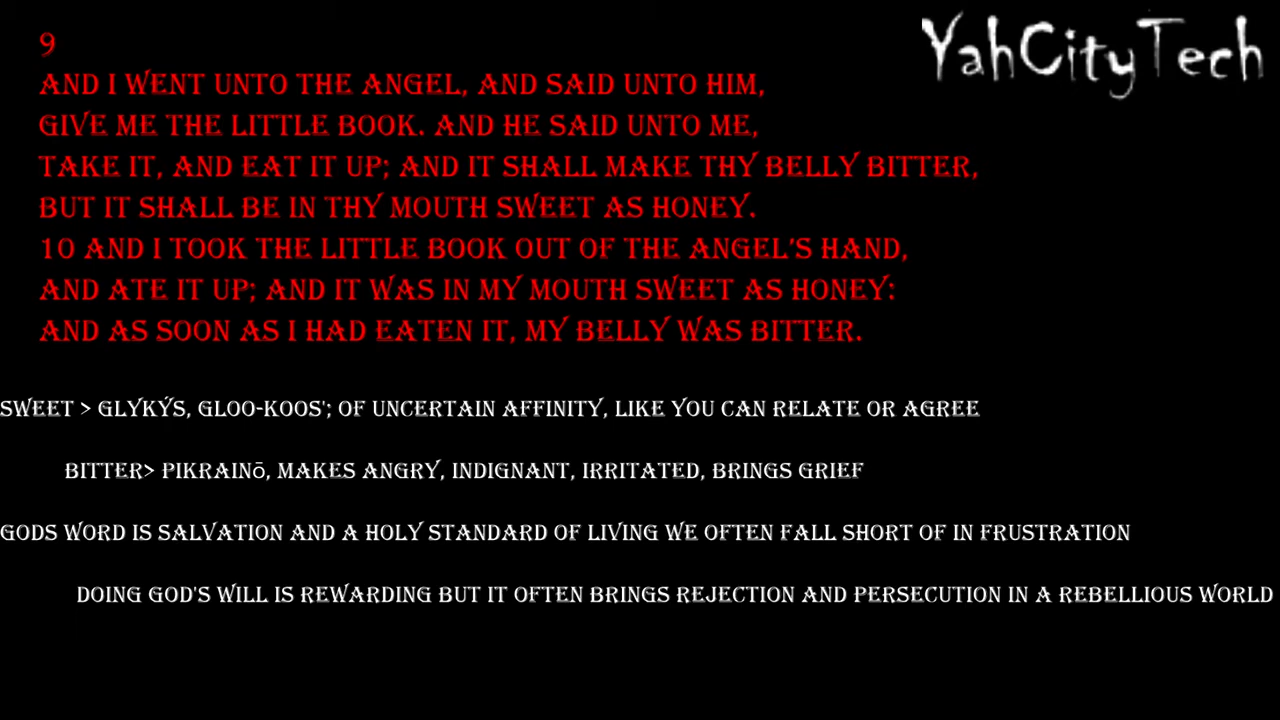 YahCityTech
9
AND I WENT UNTO THE ANGEL, AND SAID UNTO HIM,
GIVE ME THE LITTLE BOOK. AND HE SAID UNTO ME,
TAKE IT, AND EAT IT UP; AND IT SHALL MAKE THY BELLY BITTER,
BUT IT SHALL BE IN THY MOUTH SWEET AS HONEY.
10 AND I TOOK THE LITTLE BOOK OUT OF THE ANGEL'S HAND,
AND ATE IT UP; AND IT WAS IN MY MOUTH SWEET AS HONEY:
AND AS SOON AS I HAD EATEN IT, MY BELLY WAS BITTER.
SWEET > GLYKÝS, GLOO-KOOS'; OF UNCERTAIN AFFINITY, LIKE YOU CAN RELATE OR AGREE
BITTER> PIKRAINŌ, MAKES ANGRY, INDIGNANT, IRRITATED, BRINGS GRIEF
GODS WORD IS SALVATION AND A HOLY STANDARD OF LIVING WE OFTEN FALL SHORT OF IN FRUSTRATION
DOING GOD'S WILL IS REWARDING BUT IT OFTEN BRINGS REJECTION AND PERSECUTION IN A REBELLIOUS WORLD